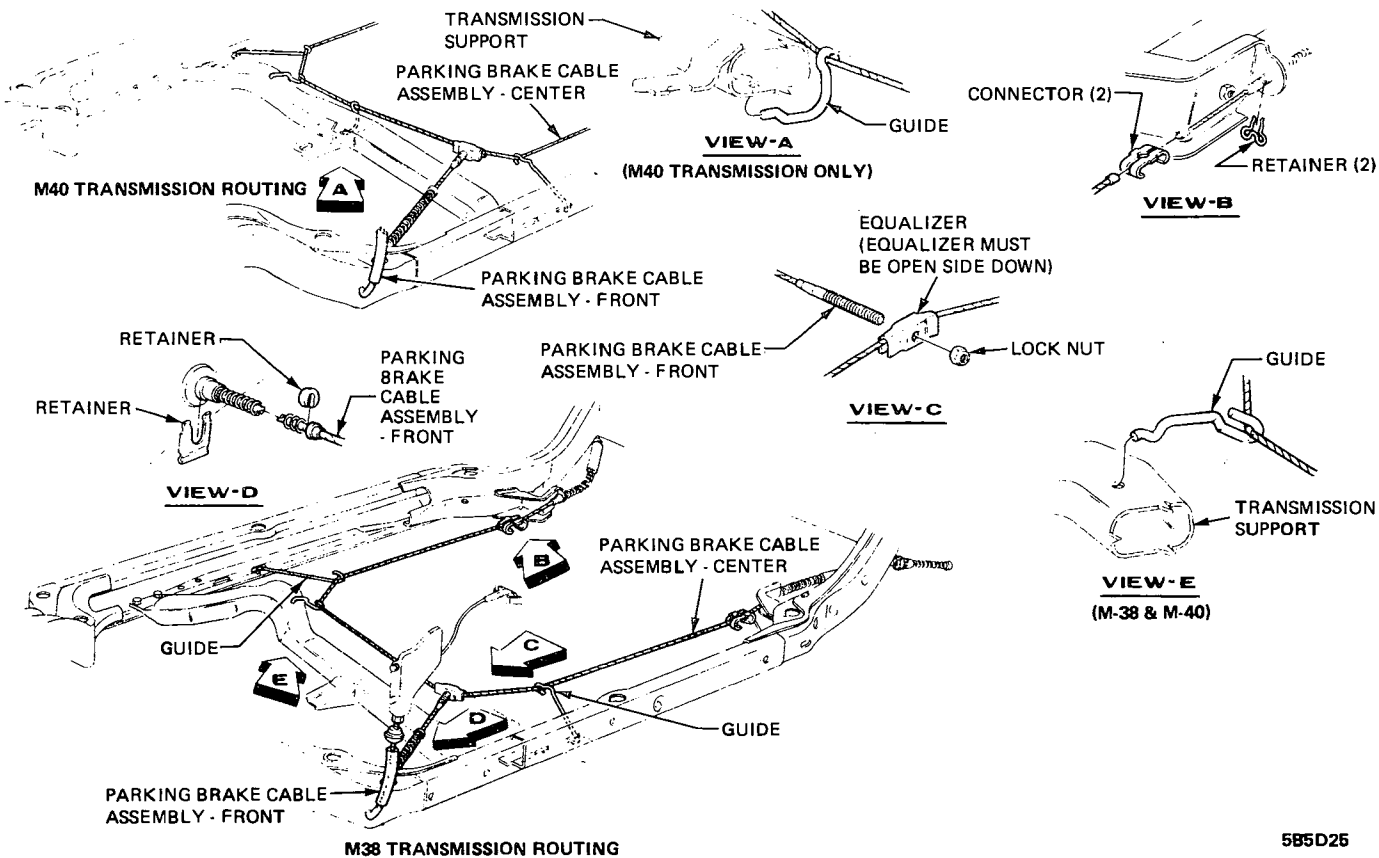 TRANSMISSION
SUPPORT
PARKING BRAKE CABLE
ASSEMBLY - CENTER
M40 TRANSMISSION ROUTING
A
PARKING BRAKE CABLE
ASSEMBLY - FRONT
GUIDE
VIEW-A
(M40 TRANSMISSION ONLY)
CONNECTOR (2)
RETAINER (2)
VIEW-B
EQUALIZER
(EQUALIZER MUST
BE OPEN SIDE DOWN)
PARKING BRAKE CABLE
ASSEMBLY - FRONT
LOCK NUT
VIEW-C
RETAINER
RETAINER
PARKING
BRAKE
CABLE
ASSEMBLY
- FRONT
VIEW-D
GUIDE
TRANSMISSION
SUPPORT
VIEW-E
(M-38 & M-40)
B
PARKING BRAKE CABLE
ASSEMBLY - CENTER
GUIDE
C
E
D
GUIDE
PARKING BRAKE CABLE
ASSEMBLY - FRONT
M38 TRANSMISSION ROUTING
5B5D25